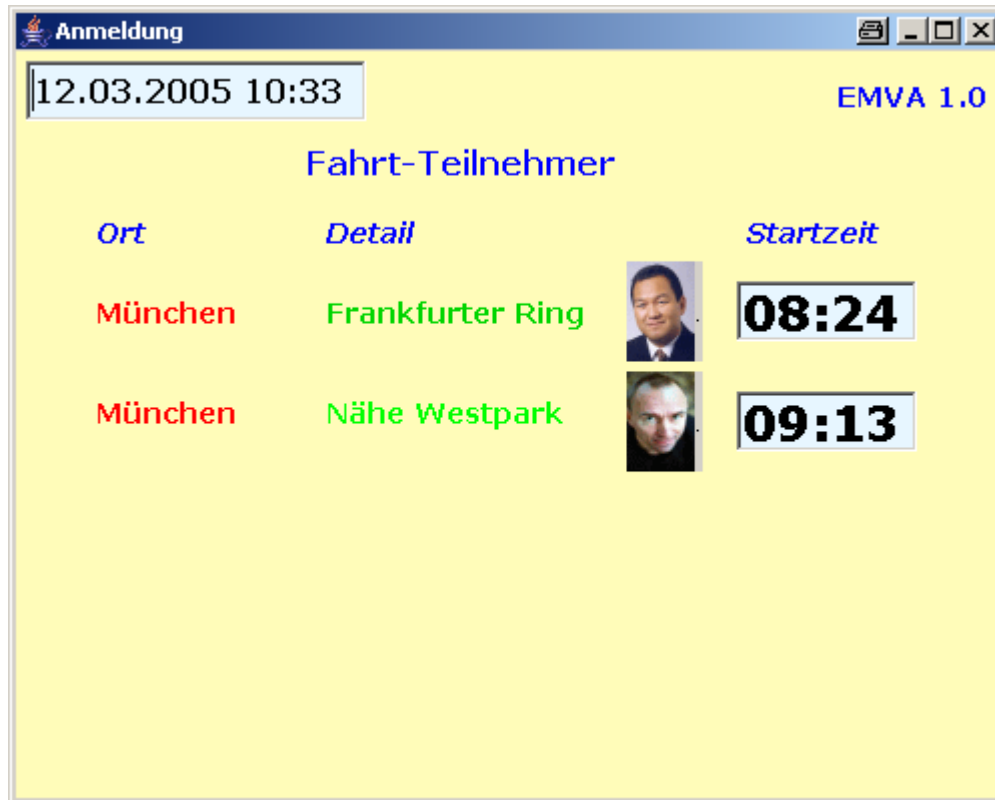 Anmeldung
12.03.2005 10:33
EMVA 1.0
Fahrt-Teilnehmer
Ort Detail Startzeit
München Frankfurter Ring 08:24
München Nähe Westpark 09:13